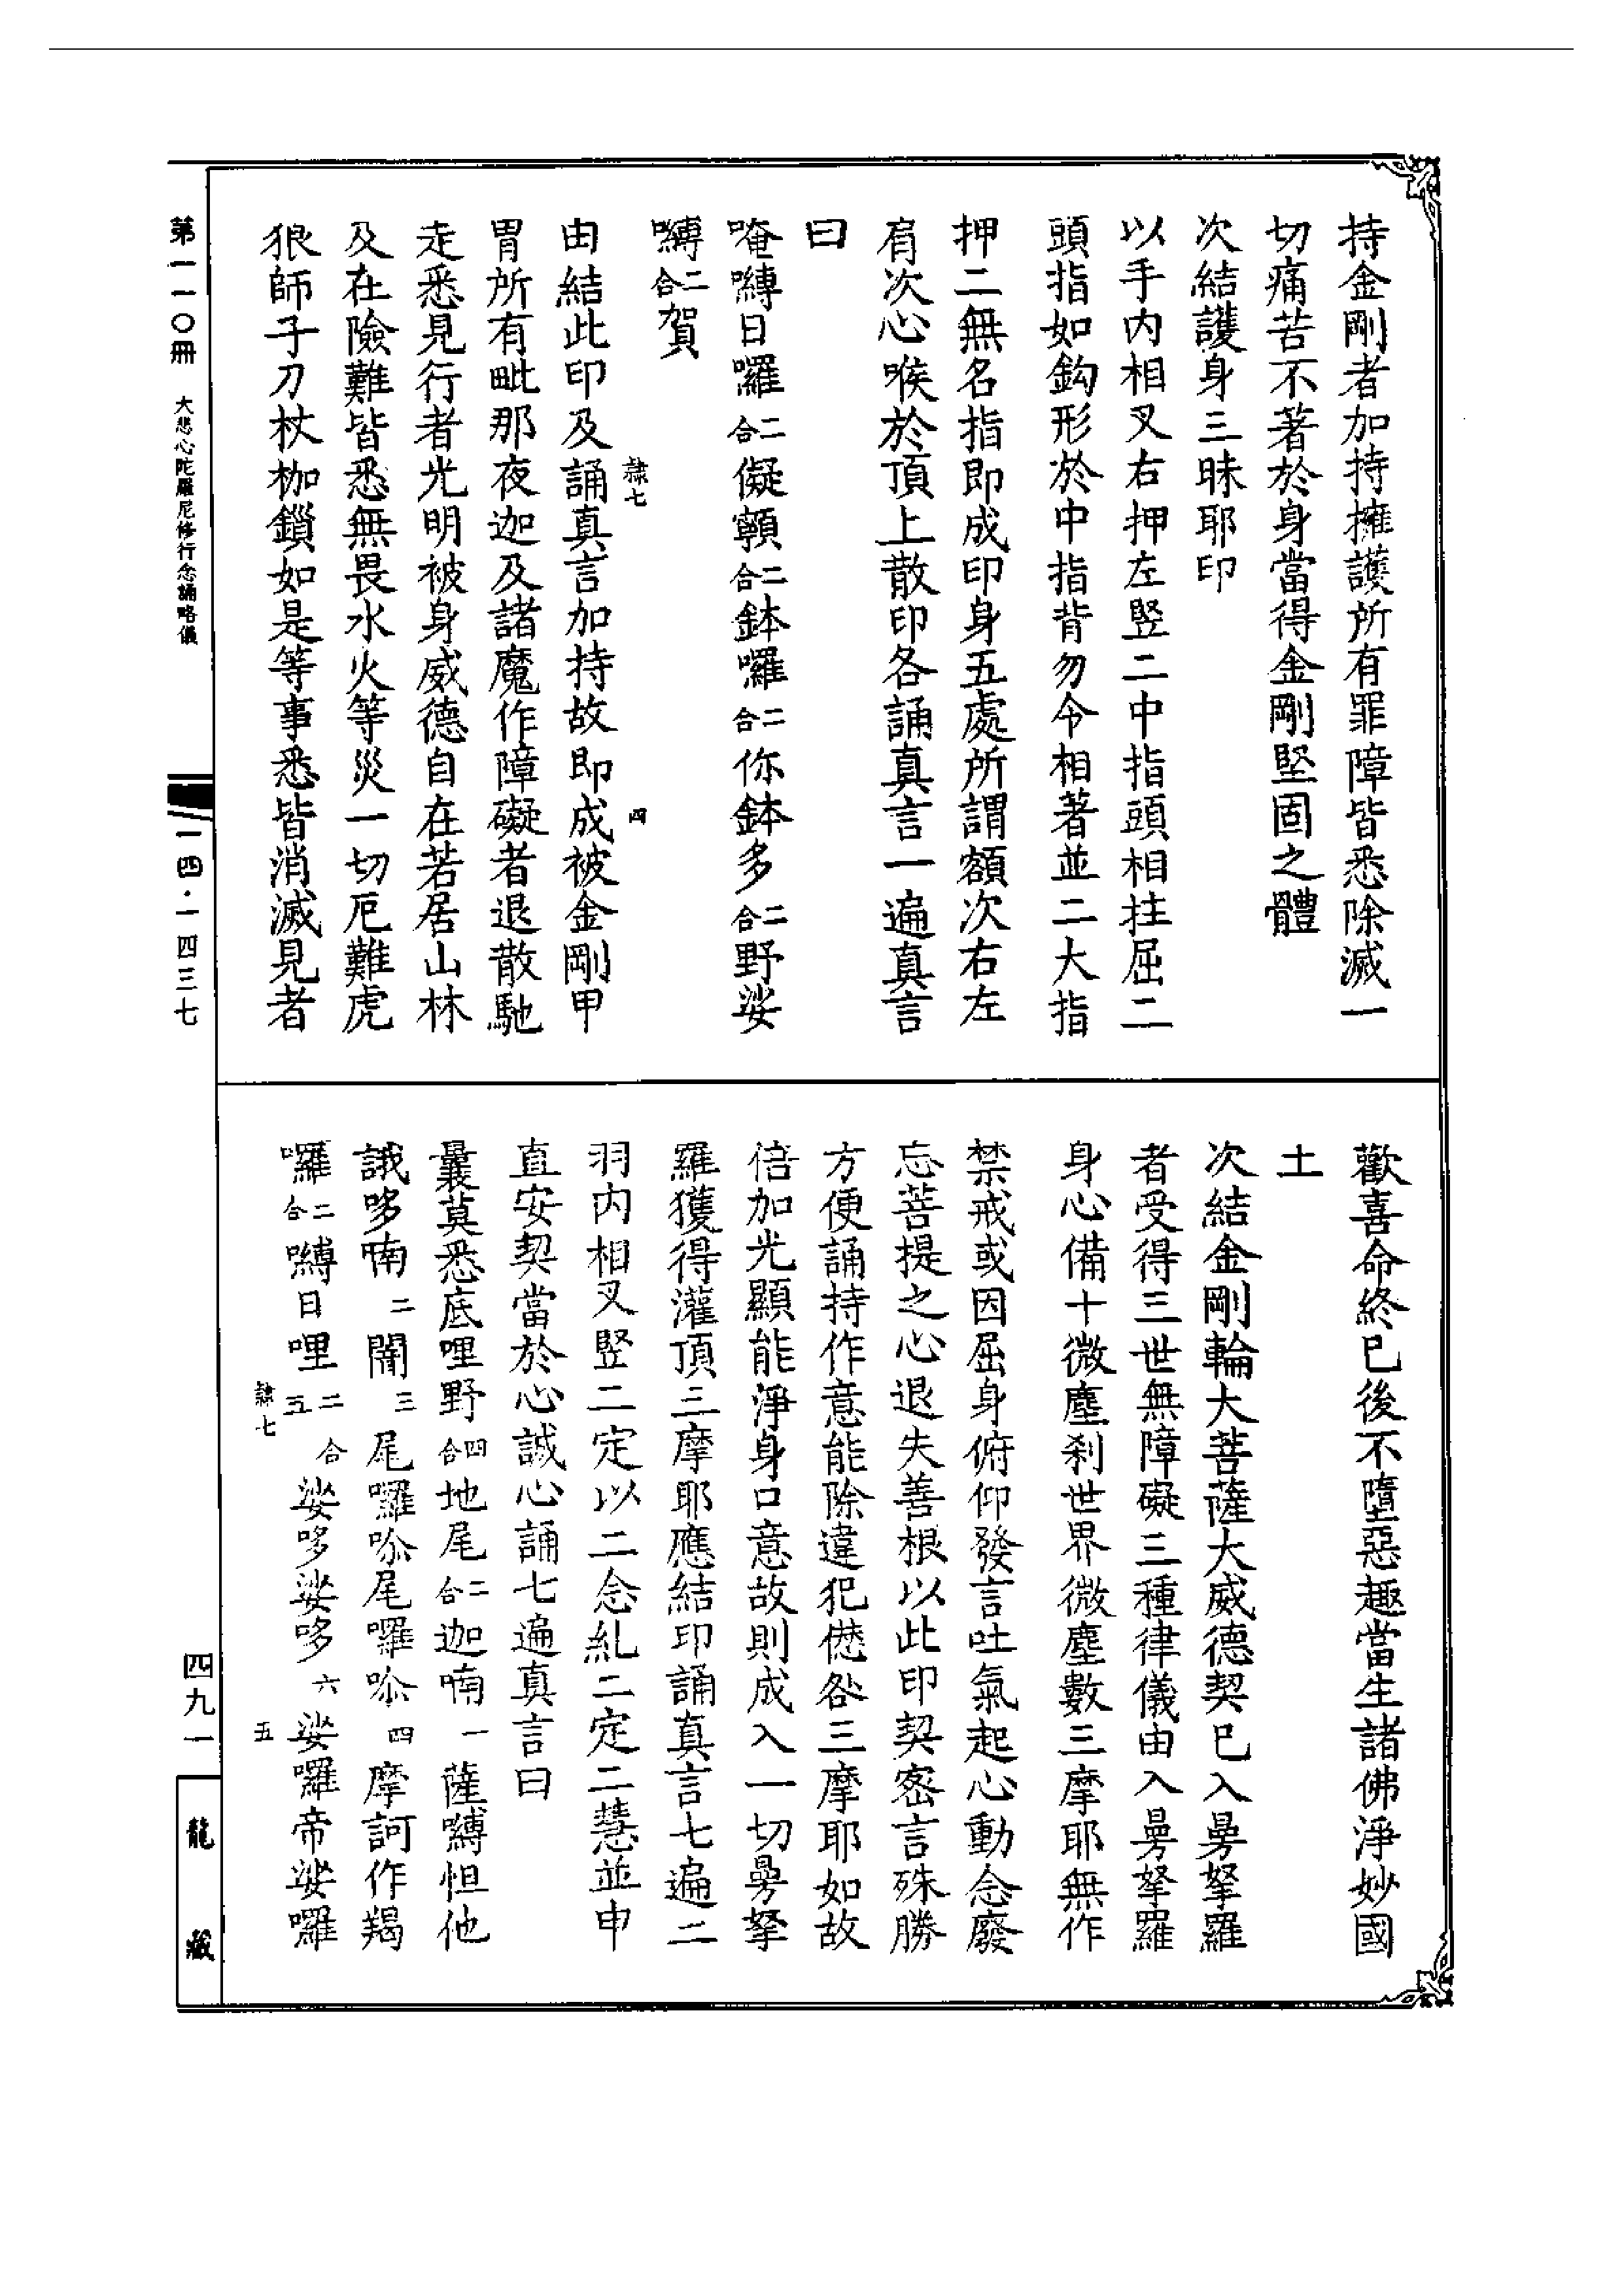 持金剛者加持擁護所有罪障皆悉除滅一
切痛苦不著於身當得金剛堅固之體
次結護身三昧耶印
以手内相叉右押左竪二中指頭相拄屈二
頭指如鈎形於中指背勿令相著並二大指
押二無名指即成印身五處所謂額次右左
肩次心喉於頂上散印各誦真言一遍真言
曰
唵嚩日囉二合儗顊二合鉢囉二合你鉢多二合野娑
嚩二合賀
隷七　四
由結此印及誦真言加持故即成被金剛甲
冑所有毗那夜迦及諸魔作障礙者退散馳
走悉見行者光明被身威德自在若居山林
及在險難皆悉無畏水火等災一切厄難虎
狼師子刀杖枷鎖如是等事悉皆消滅見者
歡喜命終已後不墮惡趣當生諸佛淨妙國
土
次結金剛輪大菩薩大威德契已入曼拏羅
者受得三世無障礙三種律儀由入曼拏羅
身心備十微塵剎世界微塵數三摩耶無作
禁戒或因屈身俯仰發言吐氣起心動念廢
忘菩提之心退失善根以此印契密言殊勝
方便誦持作意能除違犯愆咎三摩耶如故
倍加光顯能淨身口意故則成入一切曼拏
羅獲得灌頂三摩耶應結印誦真言七遍二
羽内相叉竪二定以二念糺二定二慧並申
直安契當於心誠心誦七遍真言曰
曩莫悉底哩野四合地尾二合迦喃一薩嚩怛他
誐哆喃二闇三尾囉吩尾囉吩四摩訶作羯
囉二合嚩日哩二合五娑哆娑哆六娑囉帝娑囉
隷七　五
第一一〇冊　大悲心陀羅尼修行念誦略儀
一四·一四三七
四九一
龍藏